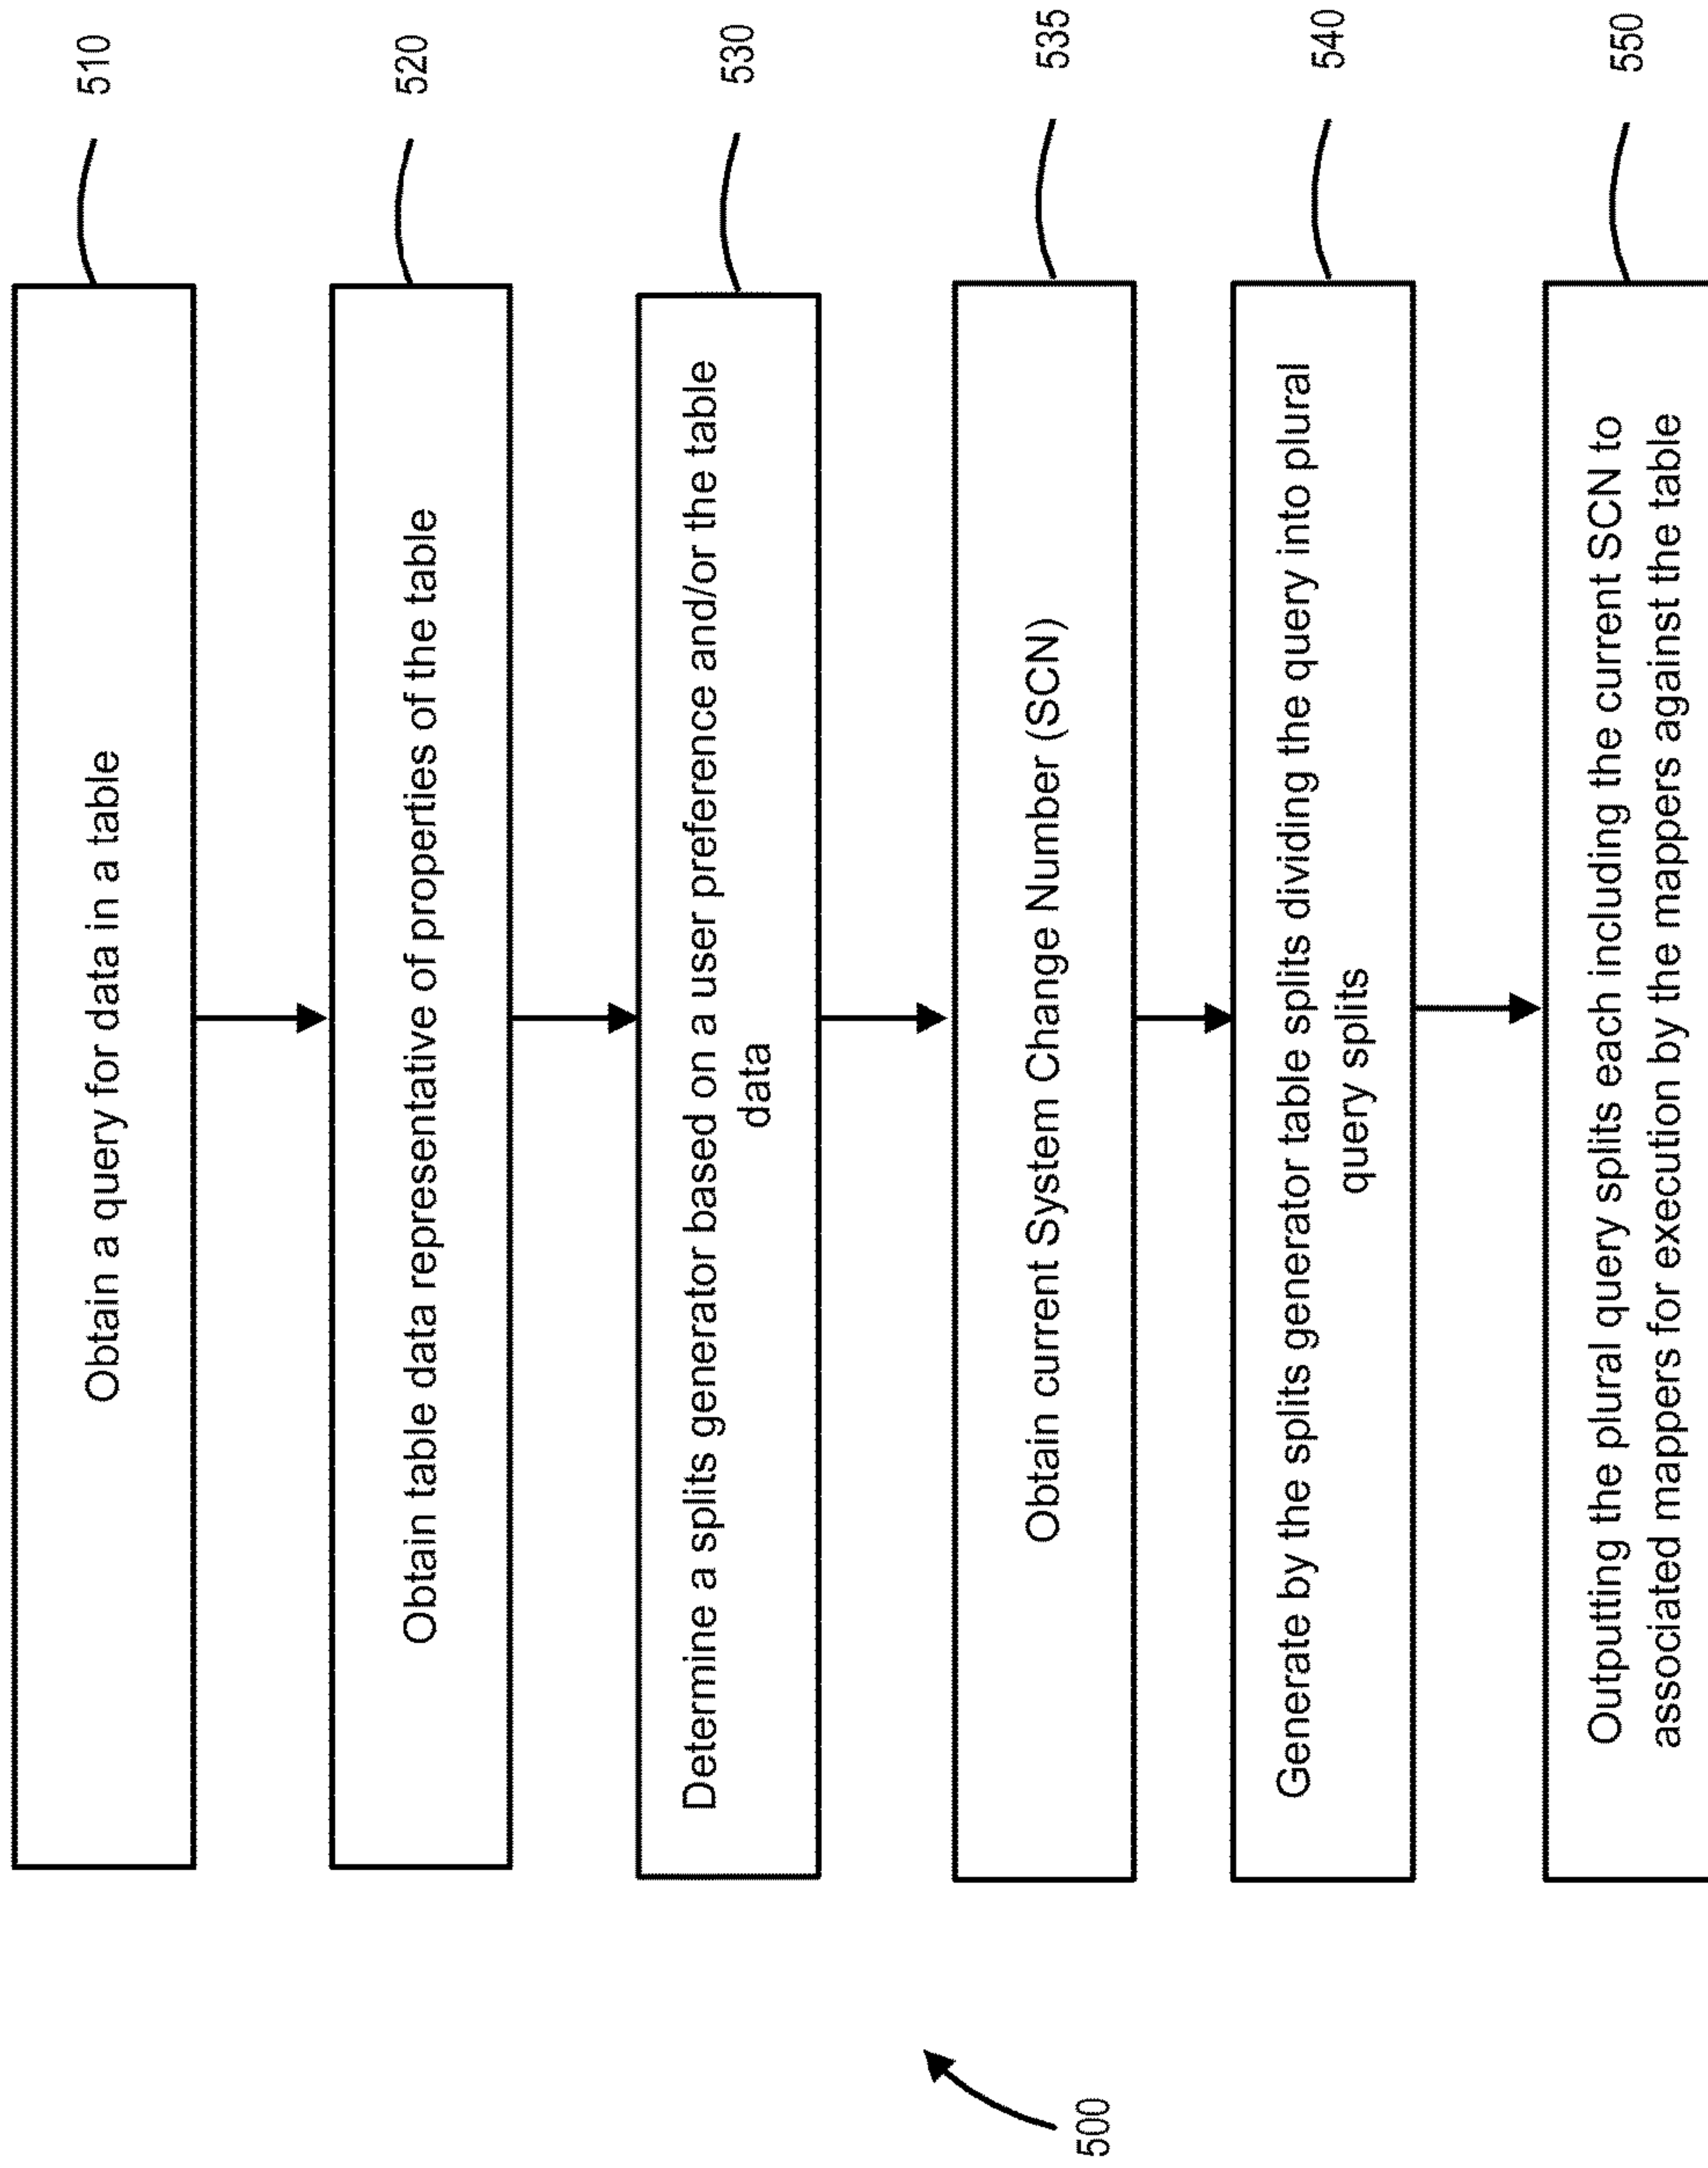 Obtain a query for data in a table
510
Obtain table data representative of properties of the table
520
Determine a splits generator based on a user preference and/or the table
data
530
Obtain current System Change Number (SCN)
535
Generate by the splits generator table splits dividing the query into plural
query splits
540
Outputting the plural query splits each including the current SCN to
associated mappers for execution by the mappers against the table
550
500